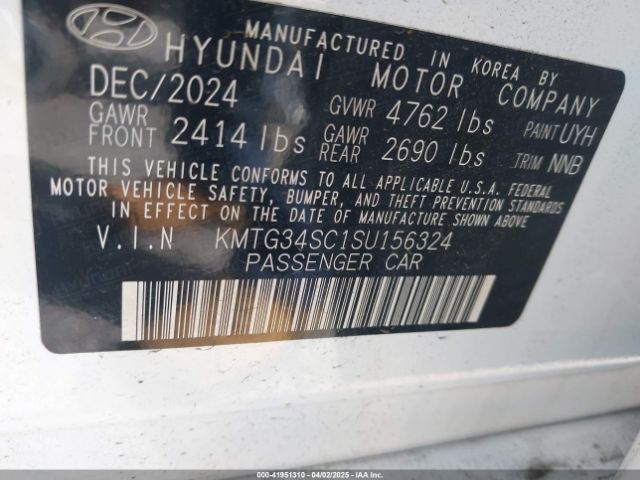 MANUFACTURED IN KOREA BY
HYUNDAI MOTOR COMPANY
DEC/2024 GVWR 4762 lbs PAINT UYH
GAWR FRONT 2414 lbs GAWR REAR 2690 lbs TRIM NNB
THIS VEHICLE CONFORMS TO ALL APPLICABLE U.S.A. FEDERAL
MOTOR VEHICLE SAFETY, BUMPER, AND THEFT PREVENTION STANDARDS
IN EFFECT ON THE DATE OF MANUFACTURE SHOWN ABOVE
V.I.N KMTG34SC1SU156324
PASSENGER CAR
000-41951310 - 04/02/2025 - IAAI.COM